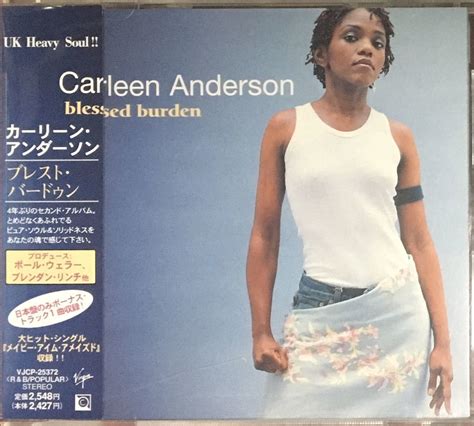 UK Heavy Soul!!
Carleen Anderson
blessed burden
カーリーン・
アンダーソン
ブレスト・
バードゥン
4年ぶりのセカンド・アルバム。
とめどなくあふれでる
ピュア・ソウル&ソリッドネスを
あなたの魂で感じて下さい。
プロデュース:
ポール・ウェラー、
ブレンダン・リンチ他
日本盤のみボーナス・
トラック1曲収録!
大ヒット・シングル
『メイビー・アイム・アメイズド』
収録!!
VJCP-25372
〈R&B/POPULAR〉
STEREO
定価2,548円
(本体2,427円)
Virgin
C